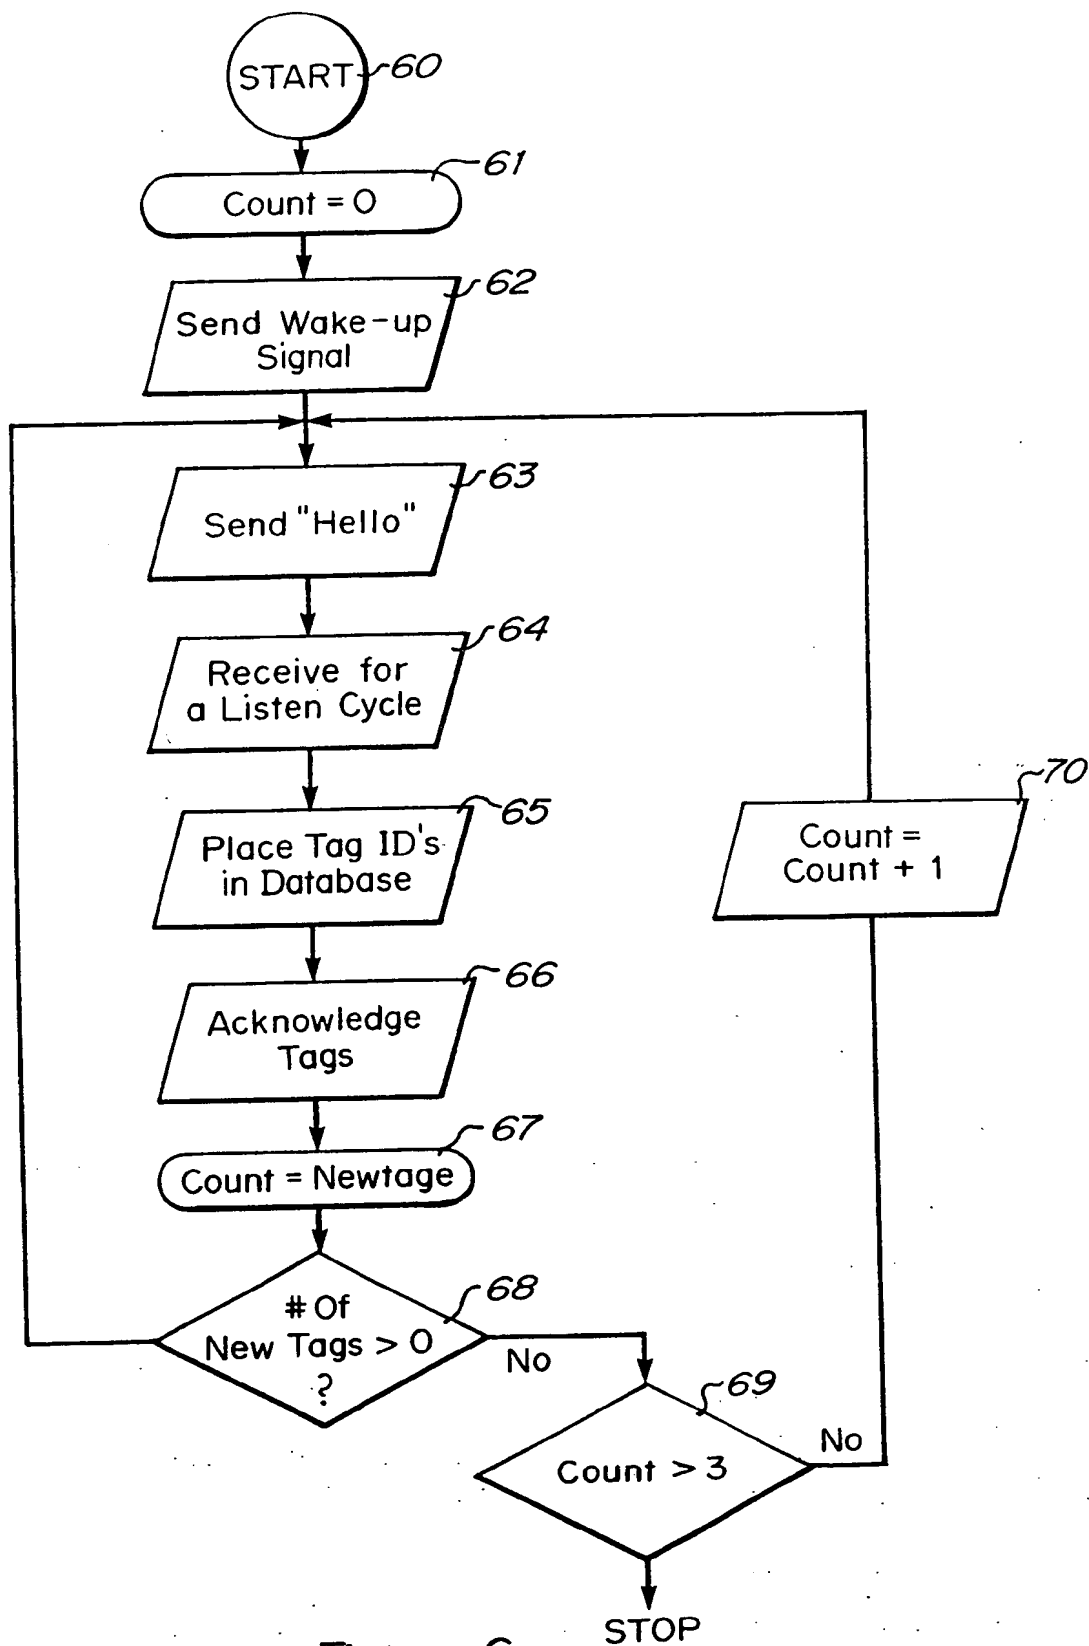 START
60
61
Count = 0
62
Send Wake-up
Signal
63
Send "Hello"
64
Receive for
a Listen Cycle
65
Place Tag ID's
in Database
66
Acknowledge
Tags
67
Count = Newtage
68
# Of
New Tags > 0
?
No
69
Count > 3
No
70
Count =
Count + 1
STOP